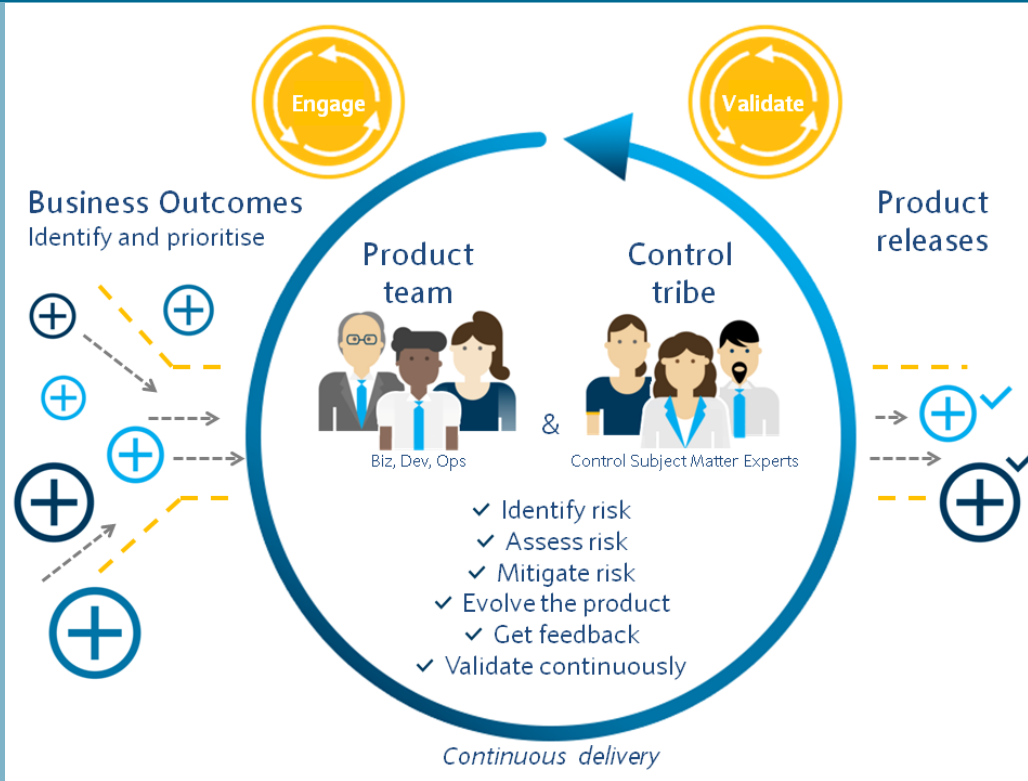 Engage
Validate
Business Outcomes
Identify and prioritise
Product
releases
Product
team
Control
tribe
&
Biz, Dev, Ops
Control Subject Matter Experts
Identify risk
Assess risk
Mitigate risk
Evolve the product
Get feedback
Validate continuously
Continuous delivery